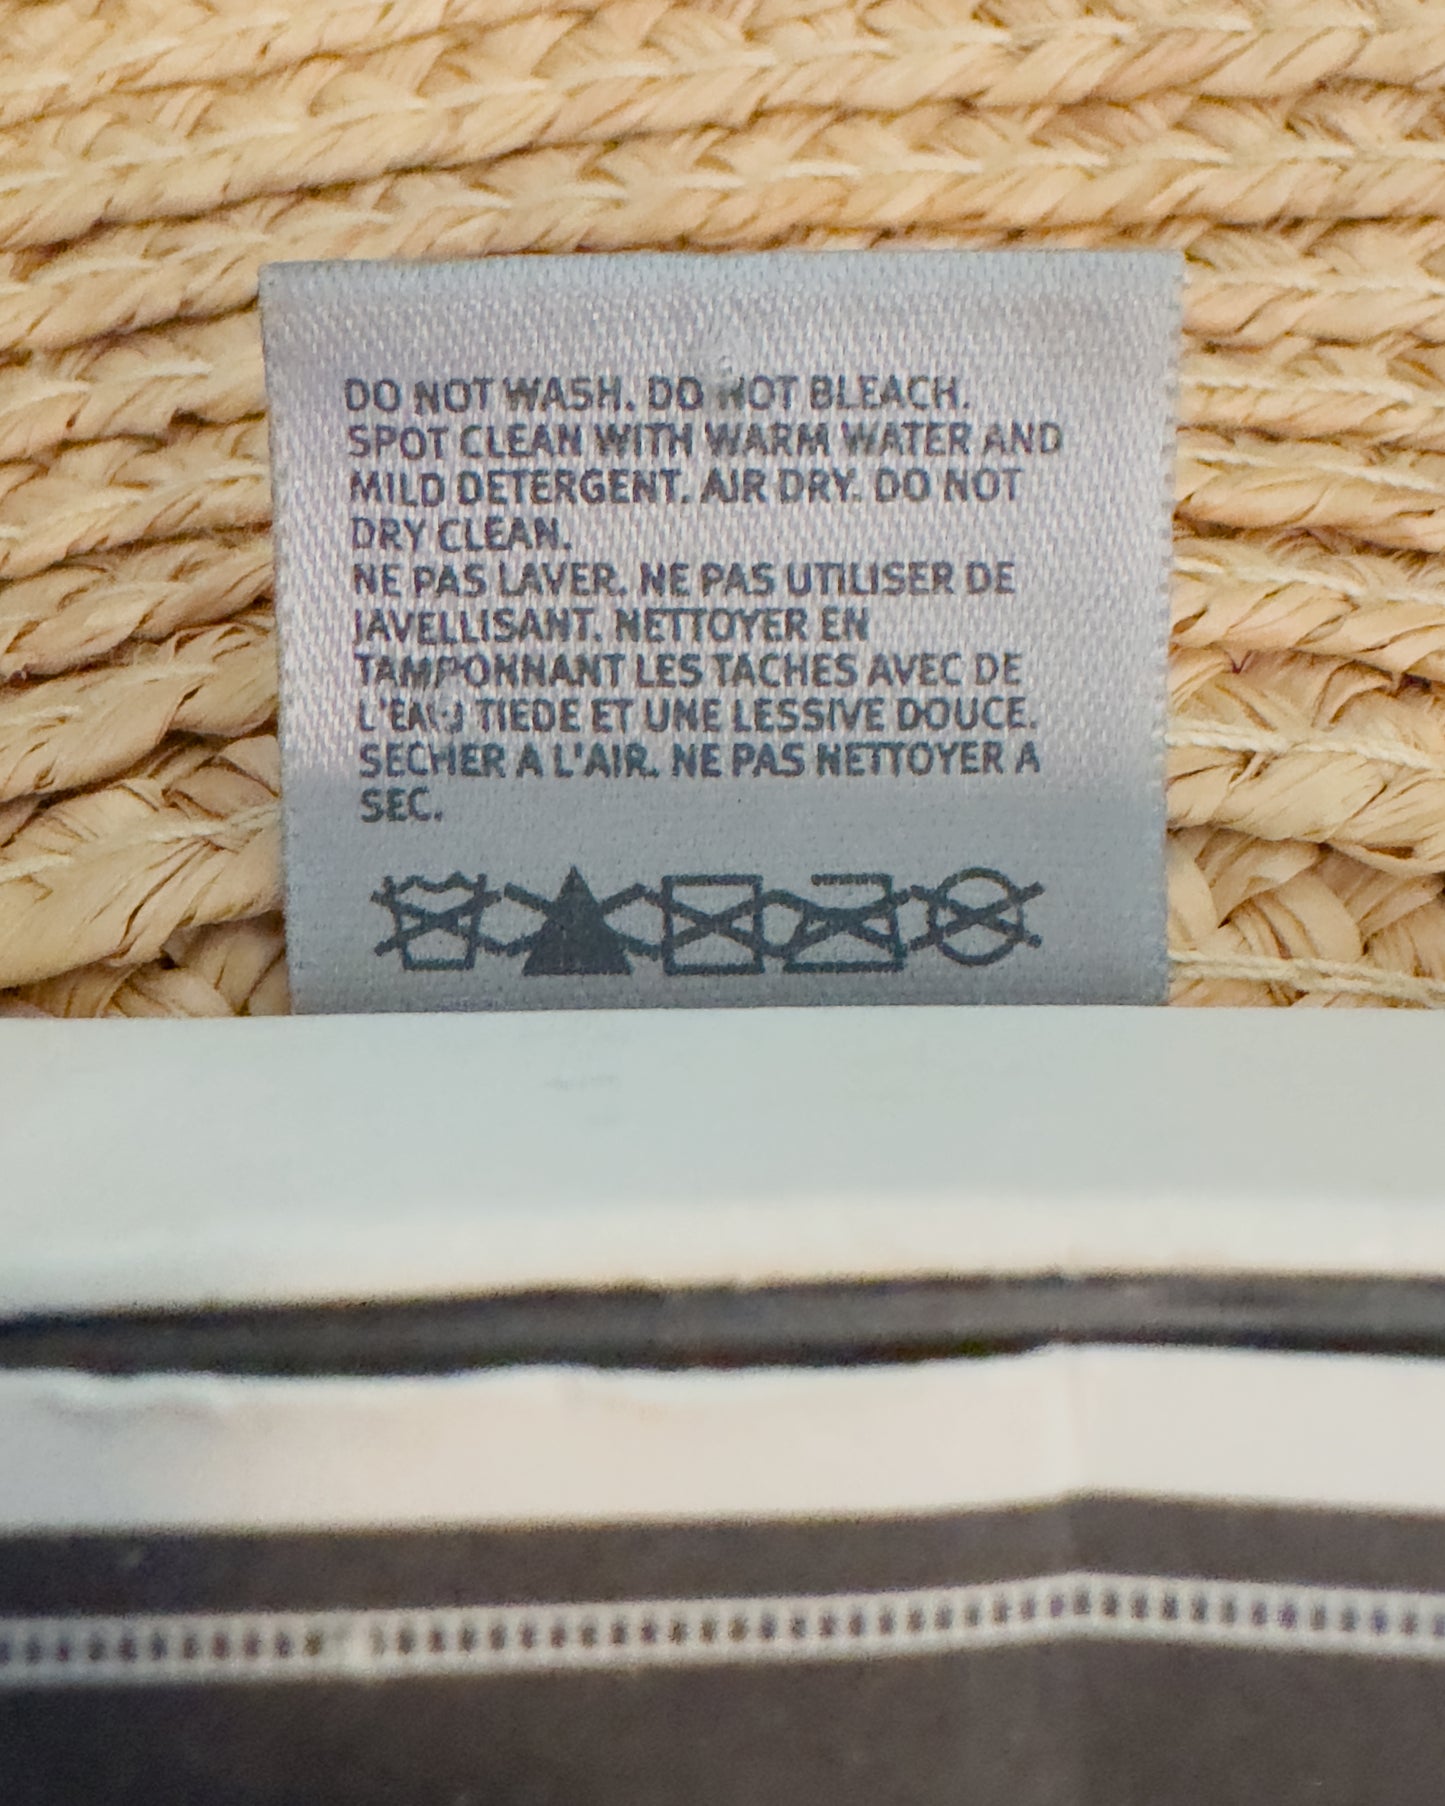 DO NOT WASH. DO NOT BLEACH.
SPOT CLEAN WITH WARM WATER AND
MILD DETERGENT. AIR DRY. DO NOT
DRY CLEAN.
NE PAS LAVER. NE PAS UTILISER DE
JAVELLISANT. NETTOYER EN
TAMPONNANT LES TACHES AVEC DE
L'EAU TIEDE ET UNE LESSIVE DOUCE.
SECHER A L'AIR. NE PAS NETTOYER A
SEC.